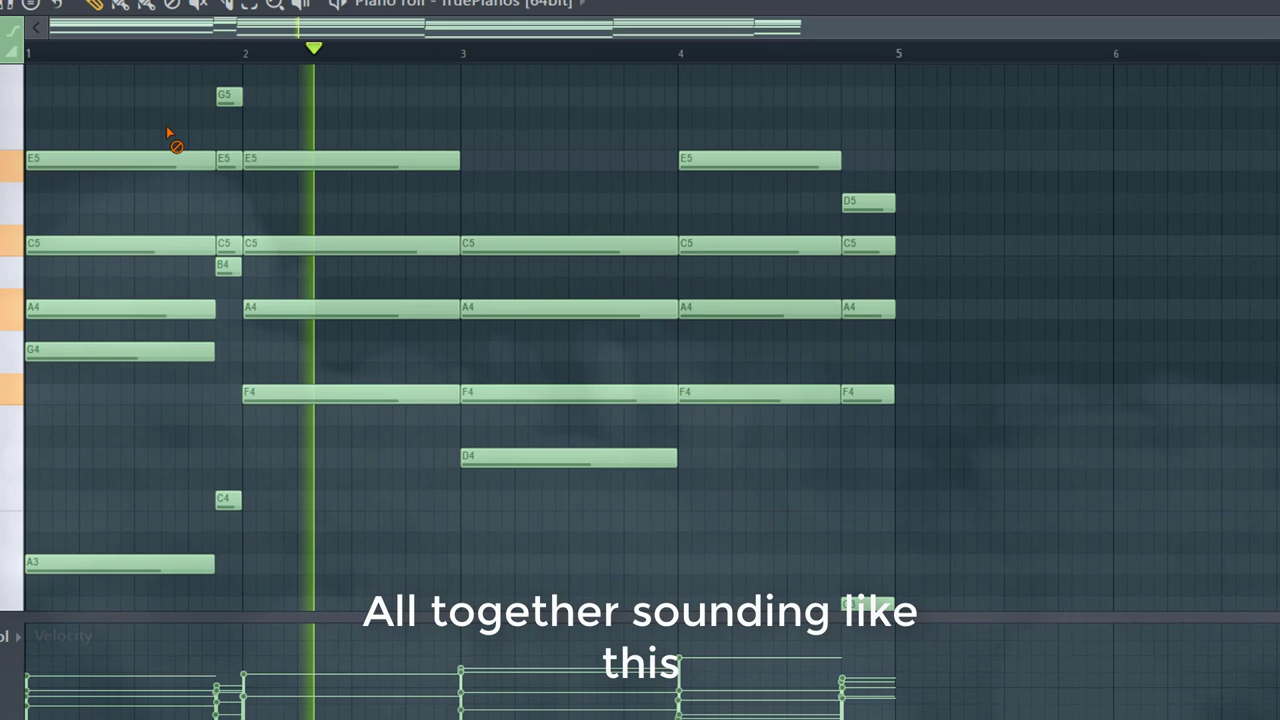 Piano roll - TruePianos [64bit]
1 2 3 4 5 6
G5
E5 E5 E5 E5
D5
C5 C5 C5 C5 C5 C5
B4
A4 A4 A4 A4 A4
G4
F4 F4 F4 F4
D4
C4
A3
All together sounding like
this
Velocity